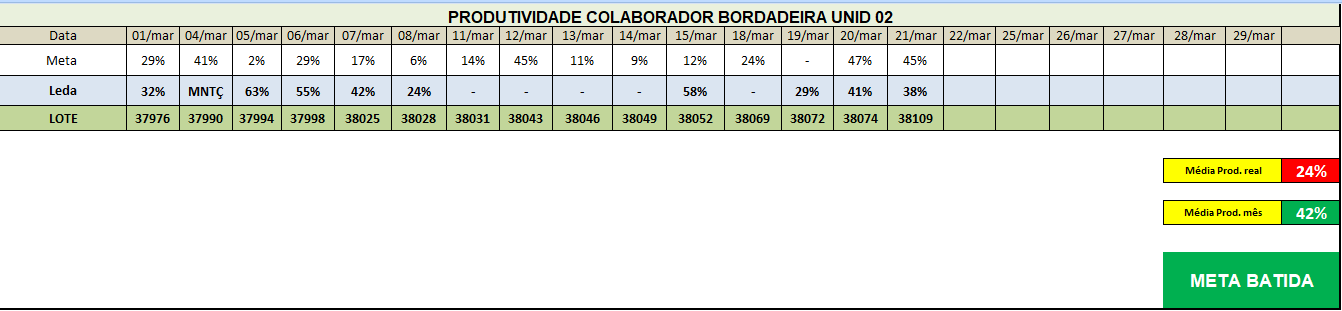 PRODUTIVIDADE COLABORADOR BORDADEIRA UNID 02
Data 01/mar 04/mar 05/mar 06/mar 07/mar 08/mar 11/mar 12/mar 13/mar 14/mar 15/mar 18/mar 19/mar 20/mar 21/mar 22/mar 25/mar 26/mar 27/mar 28/mar 29/mar
Meta 29% 41% 2% 29% 17% 6% 14% 45% 11% 9% 12% 24% - 47% 45%
Leda 32% MNTÇ 63% 55% 42% 24% - - - - 58% - 29% 41% 38%
LOTE 37976 37990 37994 37998 38025 38028 38031 38043 38046 38049 38052 38069 38072 38074 38109
Média Prod. real 24%
Média Prod. mês 42%
META BATIDA